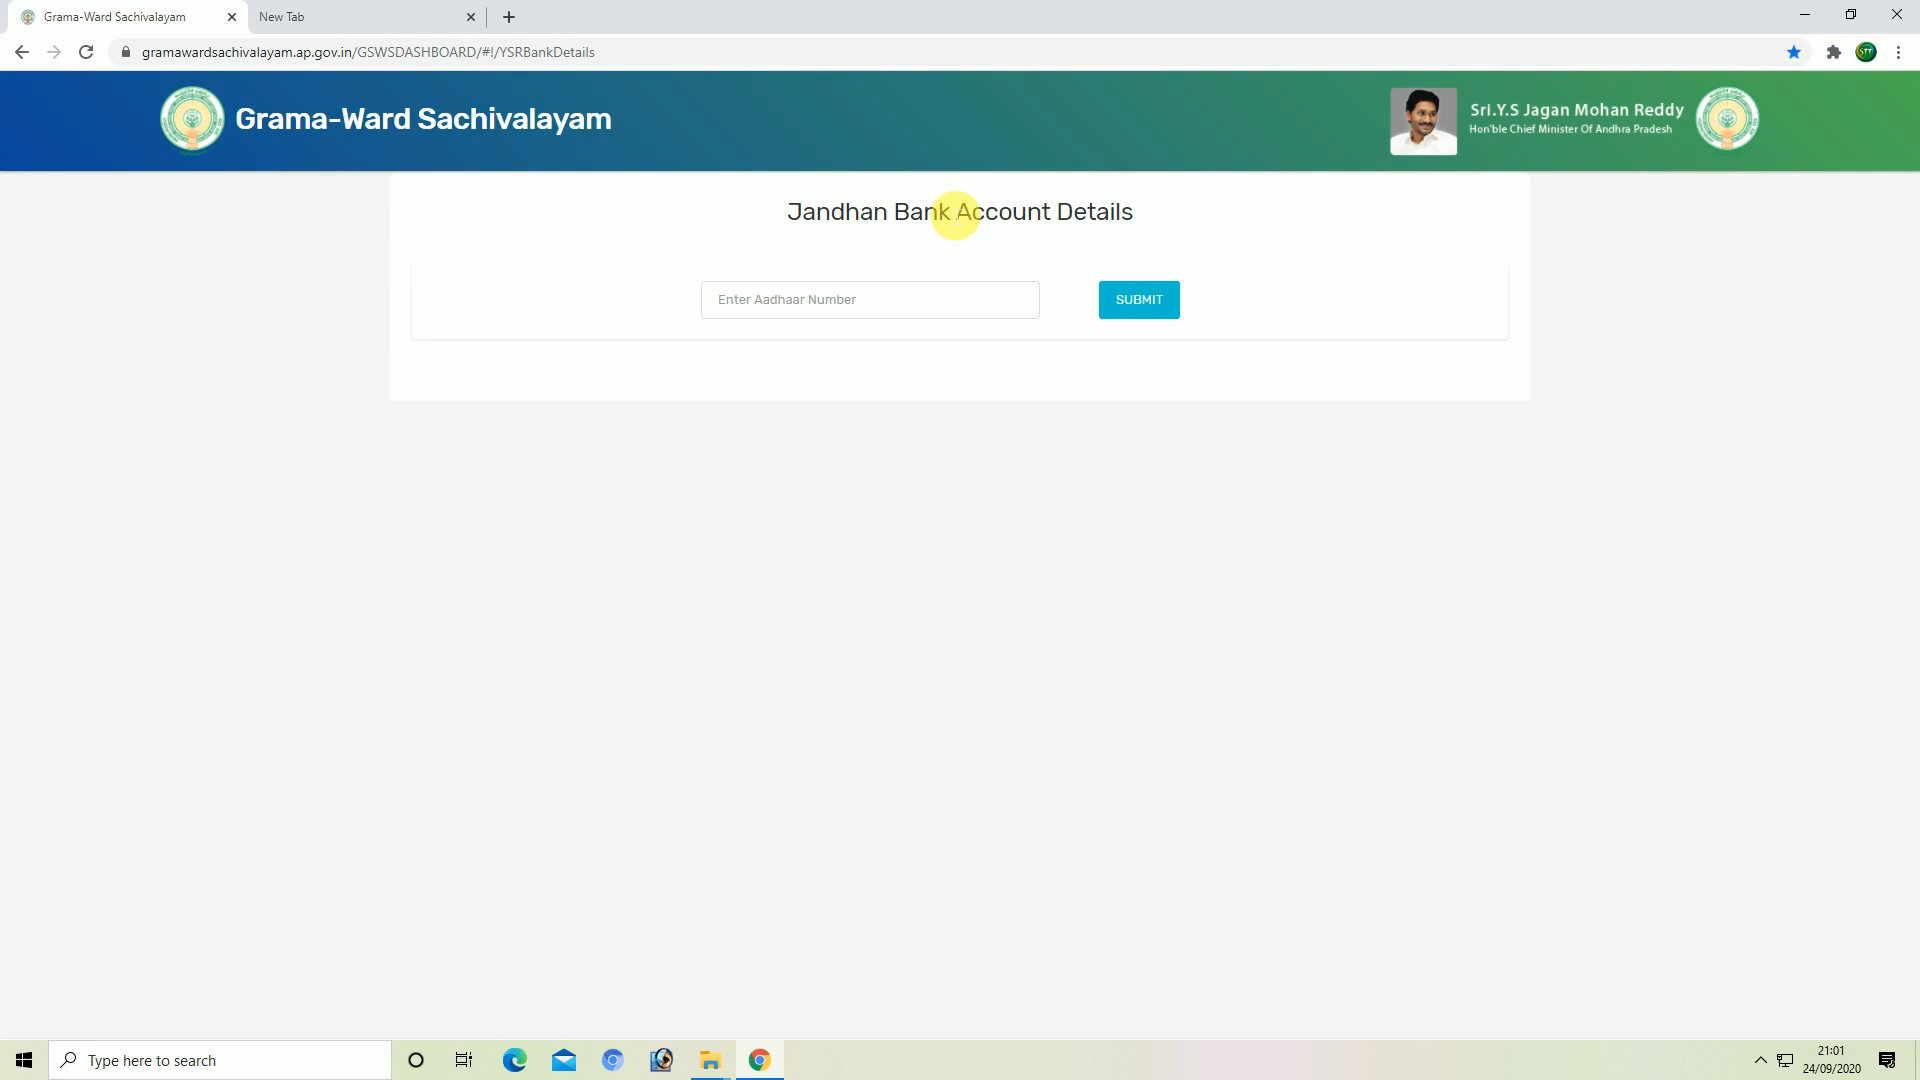 Grama-Ward Sachivalayam
New Tab
gramawardsachivalayam.ap.gov.in/GSWSDASHBOARD/#!/YSRBankDetails
STT
Grama-Ward Sachivalayam
Sri.Y.S Jagan Mohan Reddy
Hon'ble Chief Minister Of Andhra Pradesh
Jandhan Bank Account Details
Enter Aadhaar Number
SUBMIT
Type here to search
21:01
24/09/2020